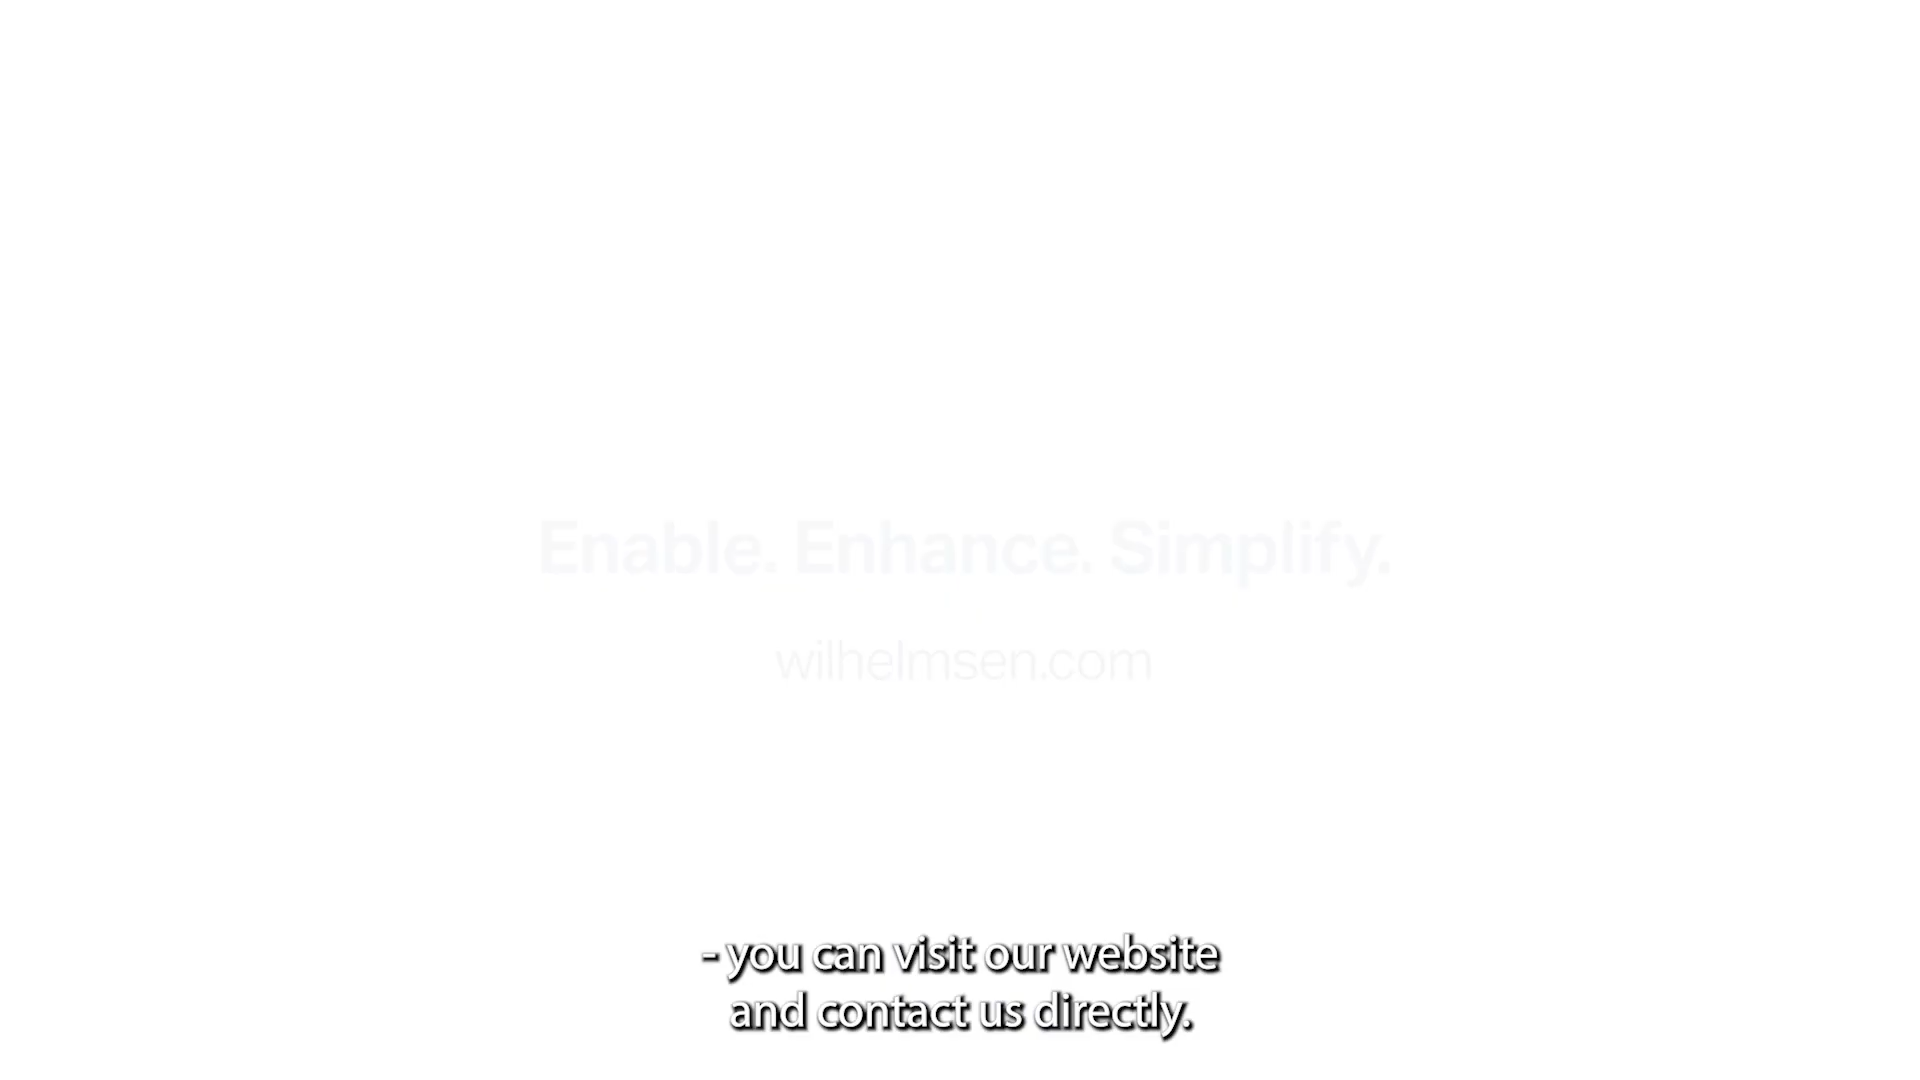 Enable. Enhance. Simplify.
wilhelmsen.com
- you can visit our website
and contact us directly.